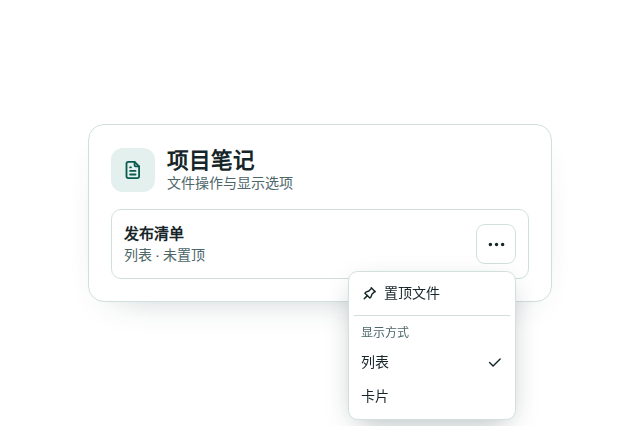 项目笔记
文件操作与显示选项
发布清单
列表 · 未置顶
置顶文件
显示方式
列表
卡片